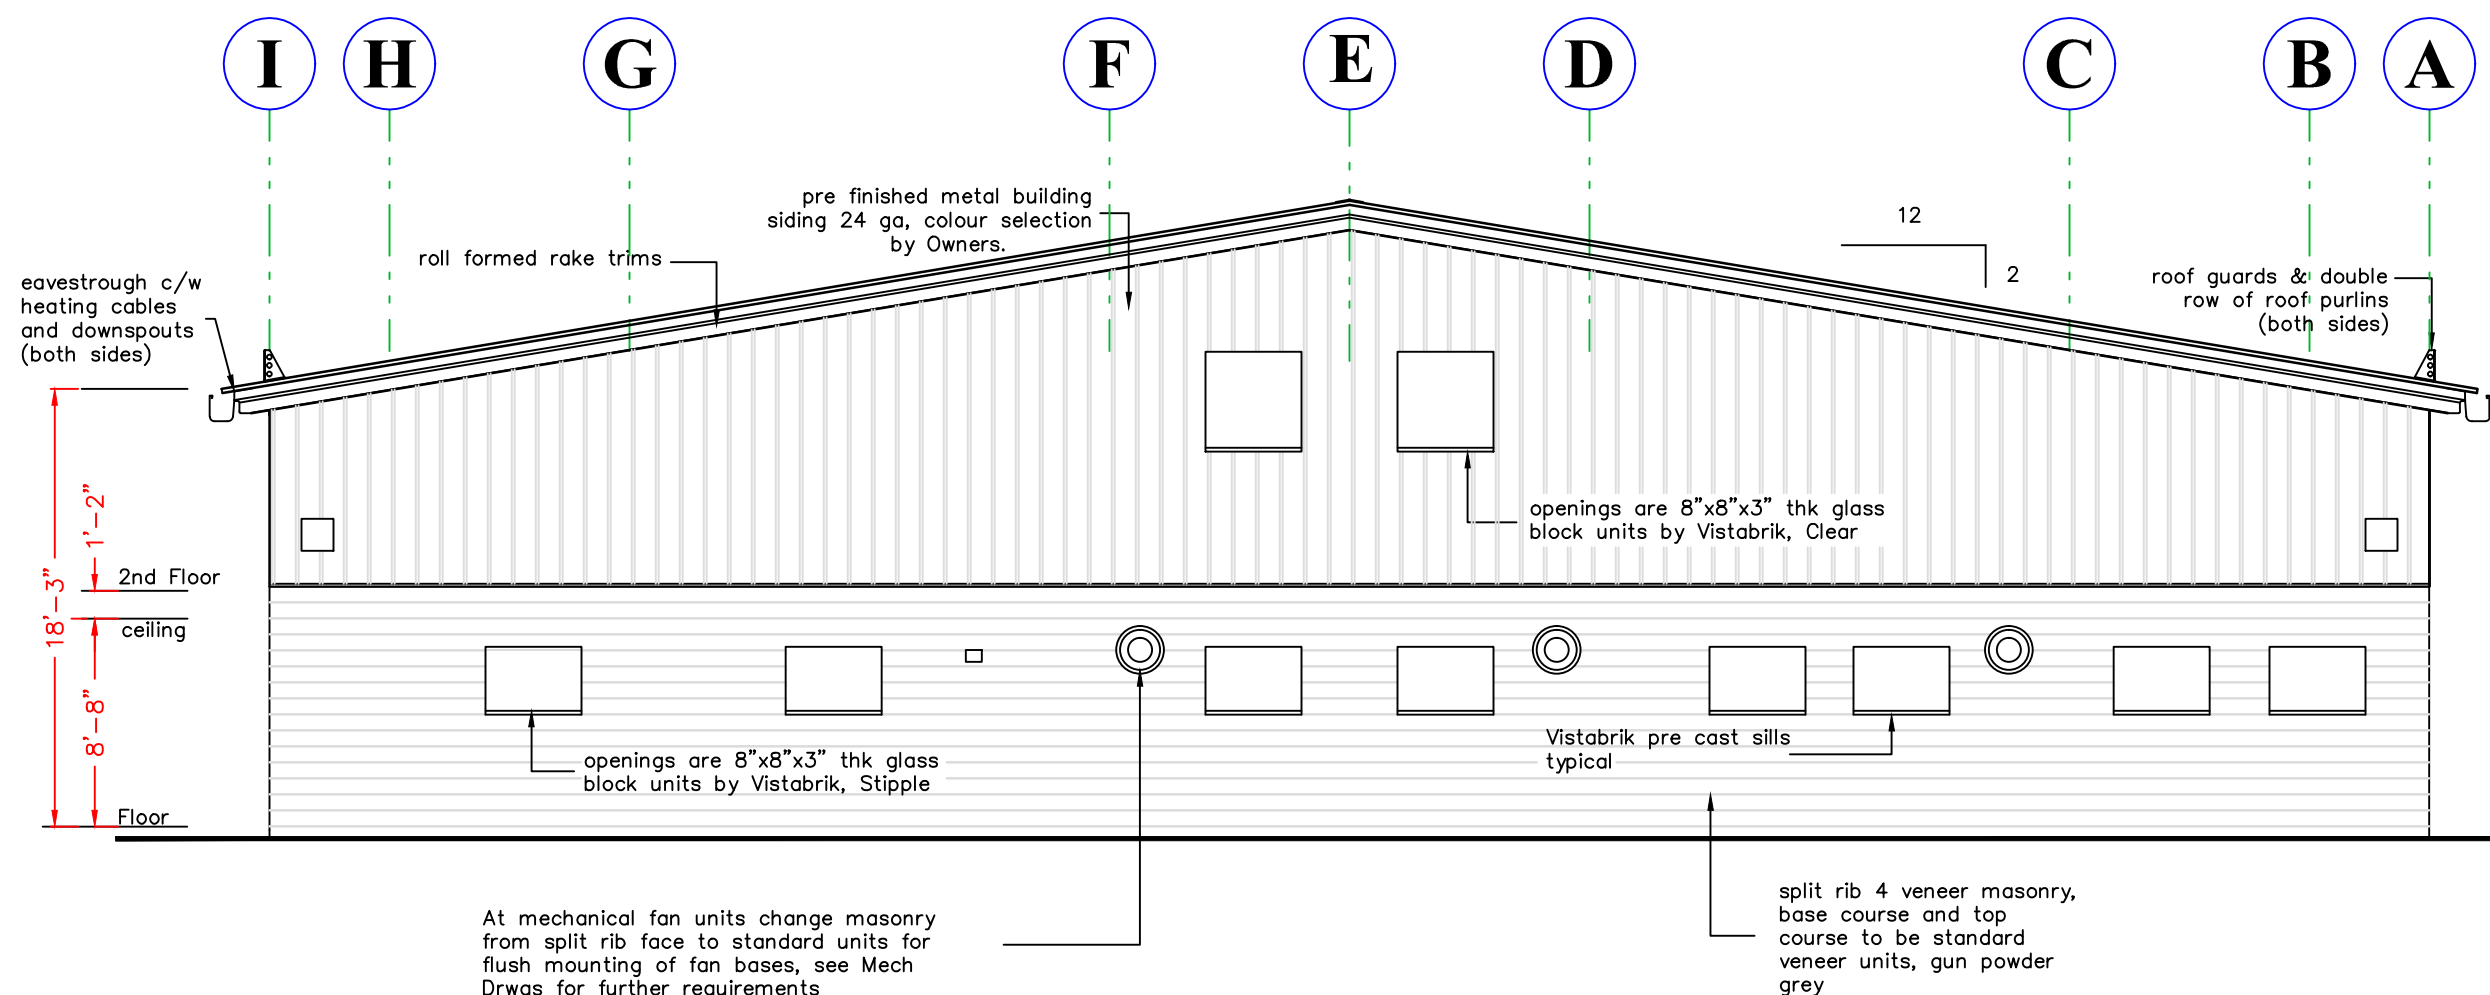 I H G F E D C B A
pre finished metal building
siding 24 ga, colour selection
by Owners.
roll formed rake trims
eavestrough c/w
heating cables
and downspouts
(both sides)
12
2
roof guards & double
row of roof purlins
(both sides)
18'-3"
1'-2"
8'-8"
2nd Floor
ceiling
Floor
openings are 8"x8"x3" thk glass
block units by Vistabrik, Clear
openings are 8"x8"x3" thk glass
block units by Vistabrik, Stipple
Vistabrik pre cast sills
typical
At mechanical fan units change masonry
from split rib face to standard units for
flush mounting of fan bases, see Mech
Drwgs for further requirements
split rib 4 veneer masonry,
base course and top
course to be standard
veneer units, gun powder
grey